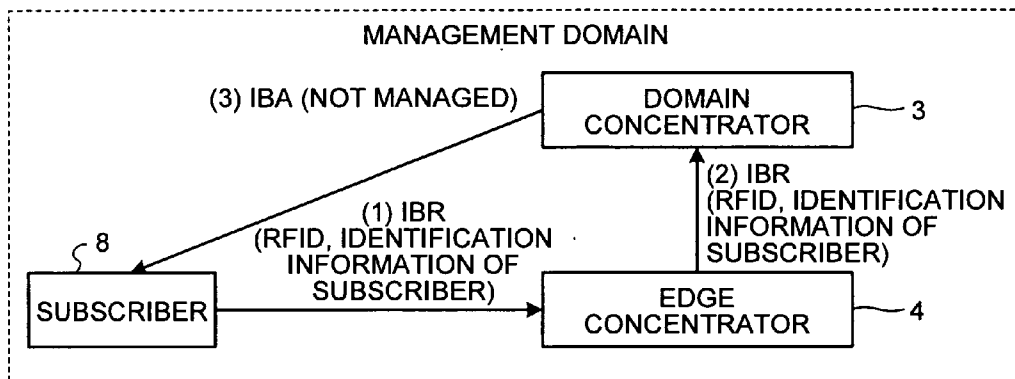 MANAGEMENT DOMAIN
(3) IBA (NOT MANAGED)
DOMAIN
CONCENTRATOR
3
(1) IBR
(RFID, IDENTIFICATION
INFORMATION OF
SUBSCRIBER)
(2) IBR
(RFID, IDENTIFICATION
INFORMATION OF
SUBSCRIBER)
8
SUBSCRIBER
EDGE
CONCENTRATOR
4